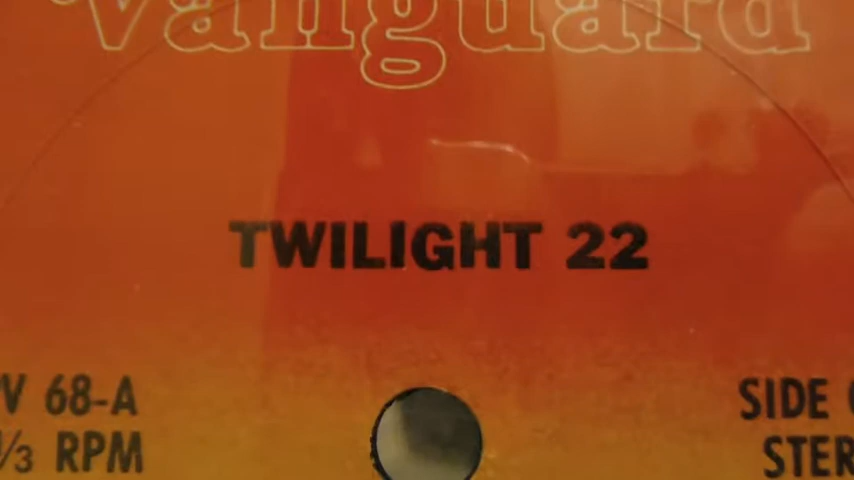 Vanguard
TWILIGHT 22
V 68-A
SIDE
⅓ RPM
STER